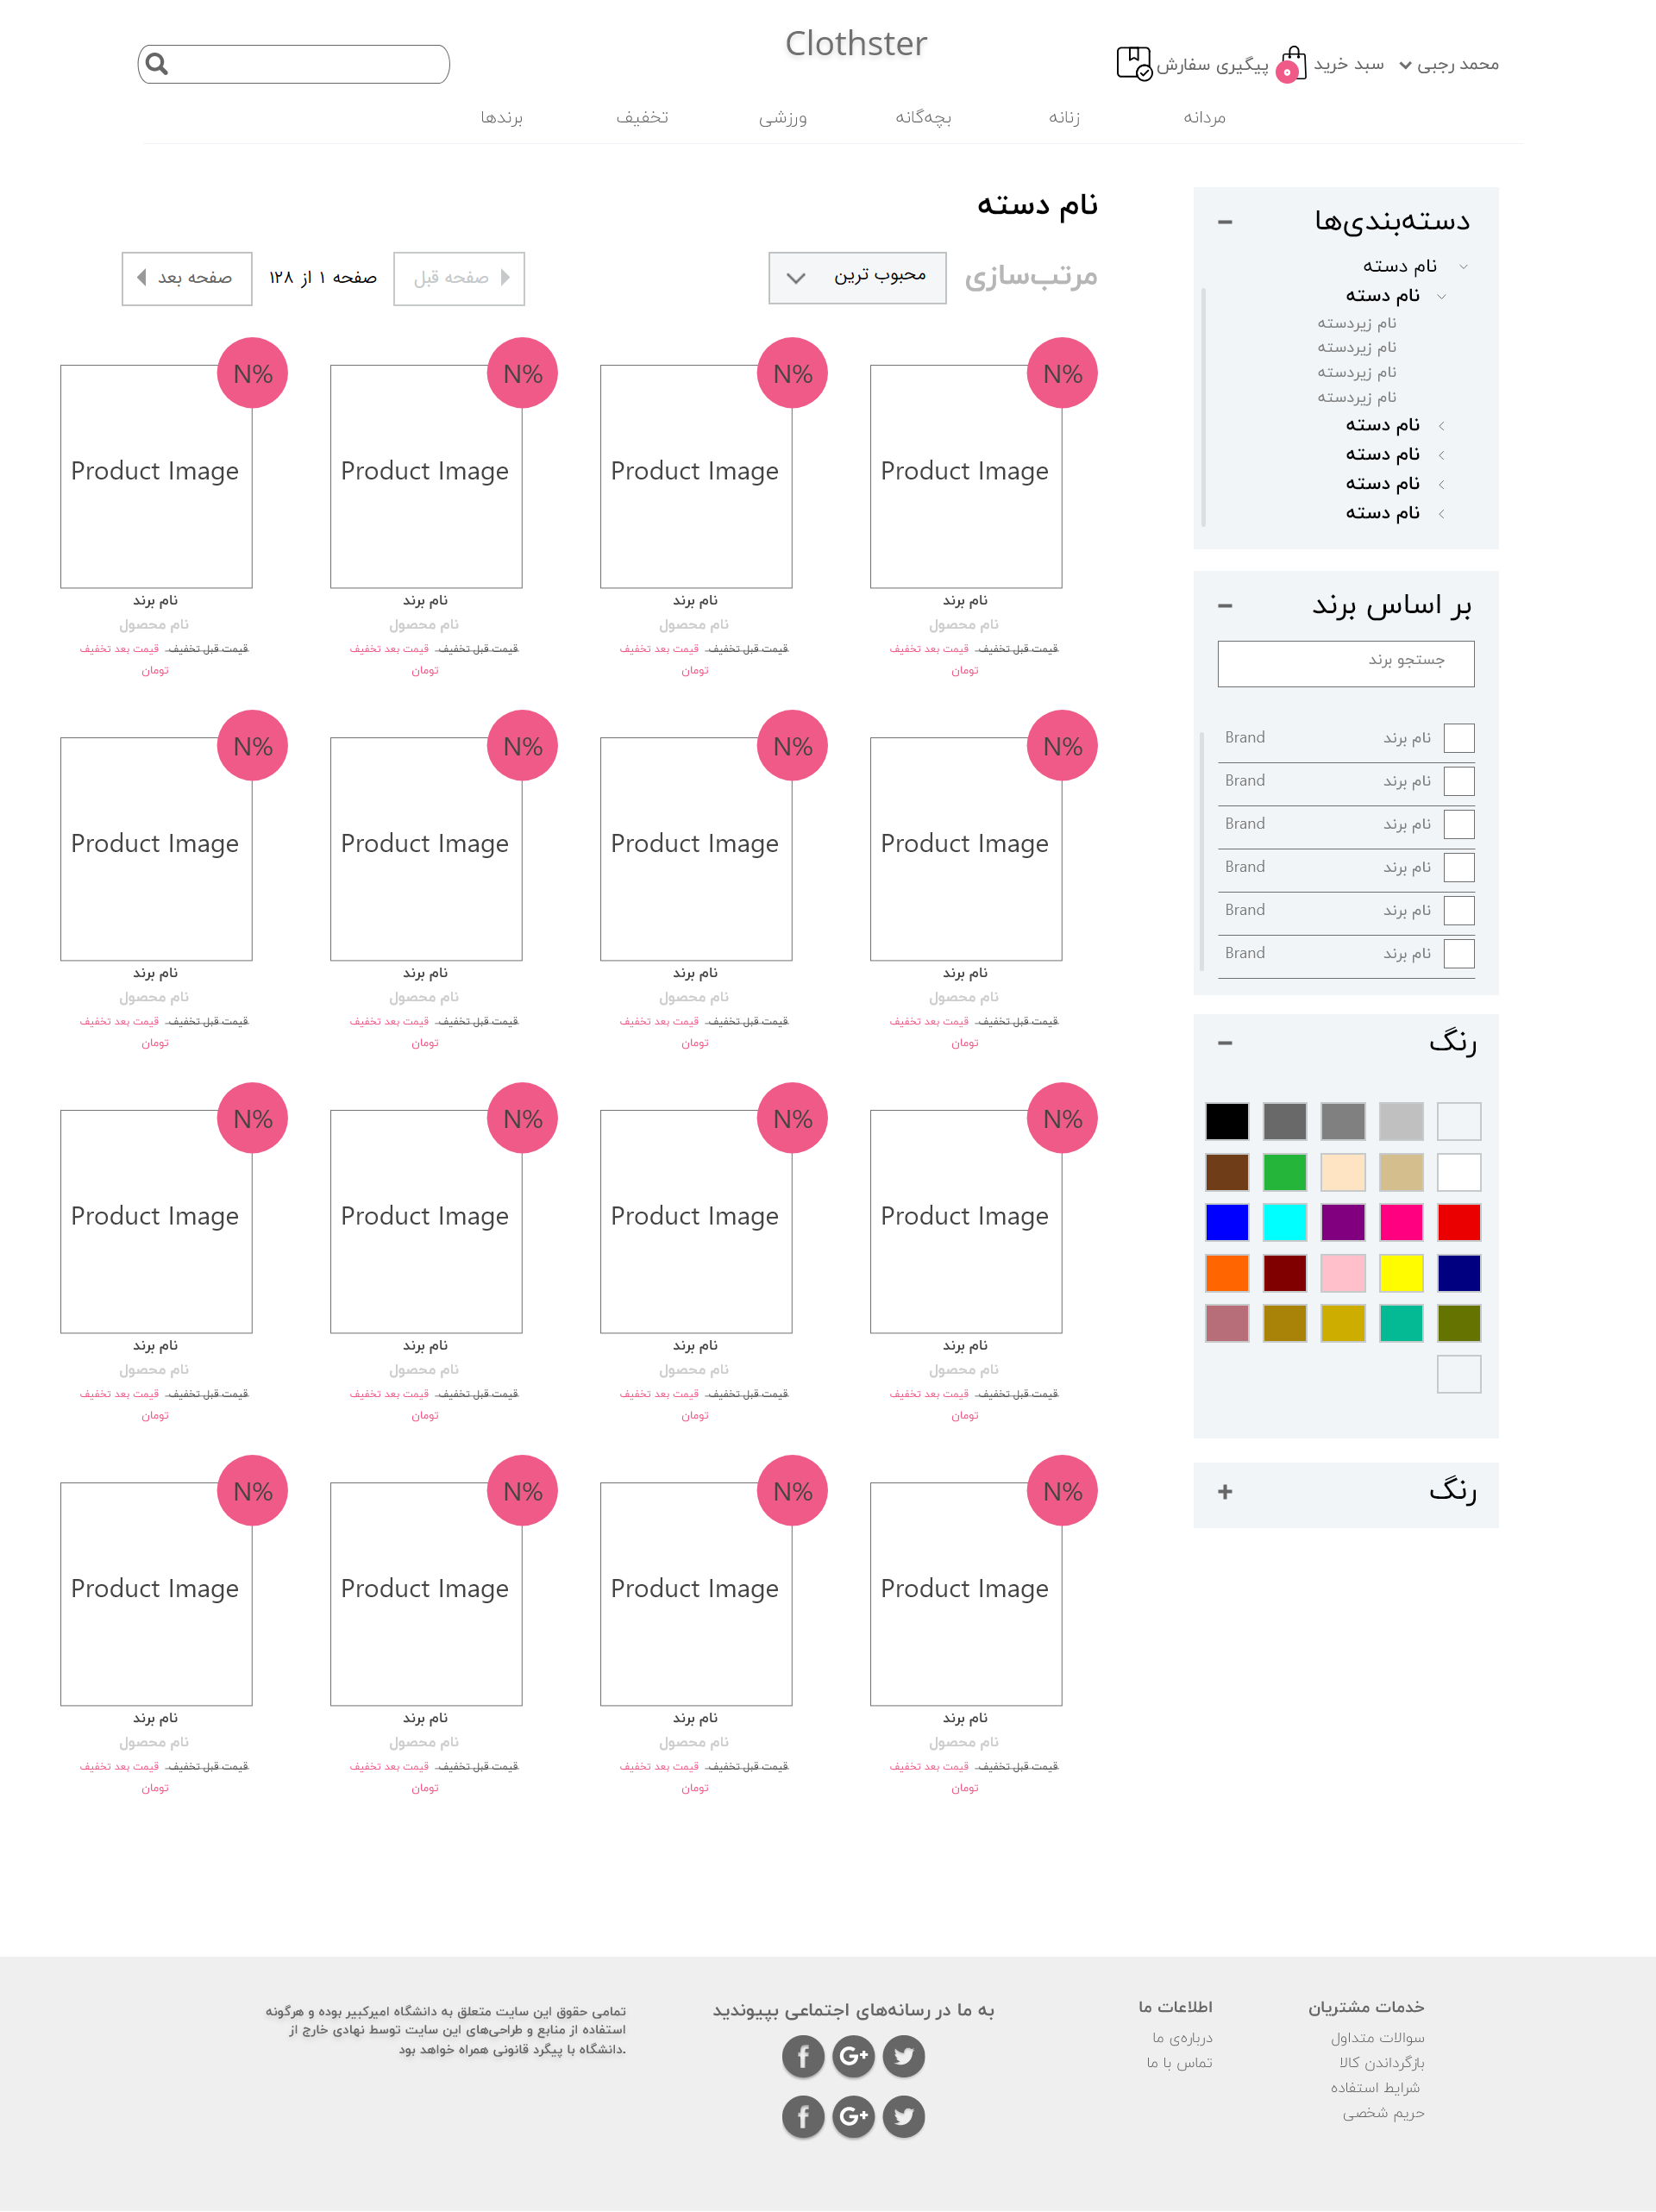 Clothster
محمد رجبی
سبد خرید
۰
پیگیری سفارش
مردانه
زنانه
بچه‌گانه
ورزشی
تخفیف
برندها
دسته‌بندی‌ها
نام دسته
نام دسته
نام زیردسته
نام زیردسته
نام زیردسته
نام زیردسته
نام دسته
نام دسته
نام دسته
نام دسته
بر اساس برند
جستجو برند
نام برند Brand
نام برند Brand
نام برند Brand
نام برند Brand
نام برند Brand
نام برند Brand
رنگ
رنگ
نام دسته
مرتب‌سازی
محبوب ترین
صفحه قبل
صفحه ۱ از ۱۲۸
صفحه بعد
N% N% N% N%
Product Image Product Image Product Image Product Image
نام برند نام برند نام برند نام برند
نام محصول نام محصول نام محصول نام محصول
قیمت قبل تخفیف قیمت بعد تخفیف قیمت قبل تخفیف قیمت بعد تخفیف قیمت قبل تخفیف قیمت بعد تخفیف قیمت قبل تخفیف قیمت بعد تخفیف
تومان تومان تومان تومان
N% N% N% N%
Product Image Product Image Product Image Product Image
نام برند نام برند نام برند نام برند
نام محصول نام محصول نام محصول نام محصول
قیمت قبل تخفیف قیمت بعد تخفیف قیمت قبل تخفیف قیمت بعد تخفیف قیمت قبل تخفیف قیمت بعد تخفیف قیمت قبل تخفیف قیمت بعد تخفیف
تومان تومان تومان تومان
N% N% N% N%
Product Image Product Image Product Image Product Image
نام برند نام برند نام برند نام برند
نام محصول نام محصول نام محصول نام محصول
قیمت قبل تخفیف قیمت بعد تخفیف قیمت قبل تخفیف قیمت بعد تخفیف قیمت قبل تخفیف قیمت بعد تخفیف قیمت قبل تخفیف قیمت بعد تخفیف
تومان تومان تومان تومان
N% N% N% N%
Product Image Product Image Product Image Product Image
نام برند نام برند نام برند نام برند
نام محصول نام محصول نام محصول نام محصول
قیمت قبل تخفیف قیمت بعد تخفیف قیمت قبل تخفیف قیمت بعد تخفیف قیمت قبل تخفیف قیمت بعد تخفیف قیمت قبل تخفیف قیمت بعد تخفیف
تومان تومان تومان تومان
خدمات مشتریان
سوالات متداول
بازگرداندن کالا
شرایط استفاده
حریم شخصی
اطلاعات ما
درباره‌ی ما
تماس با ما
به ما در رسانه‌های اجتماعی بپیوندید
f G+
f G+
تمامی حقوق این سایت متعلق به دانشگاه امیرکبیر بوده و هرگونه
استفاده از منابع و طراحی‌های این سایت توسط نهادی خارج از
.دانشگاه با پیگرد قانونی همراه خواهد بود